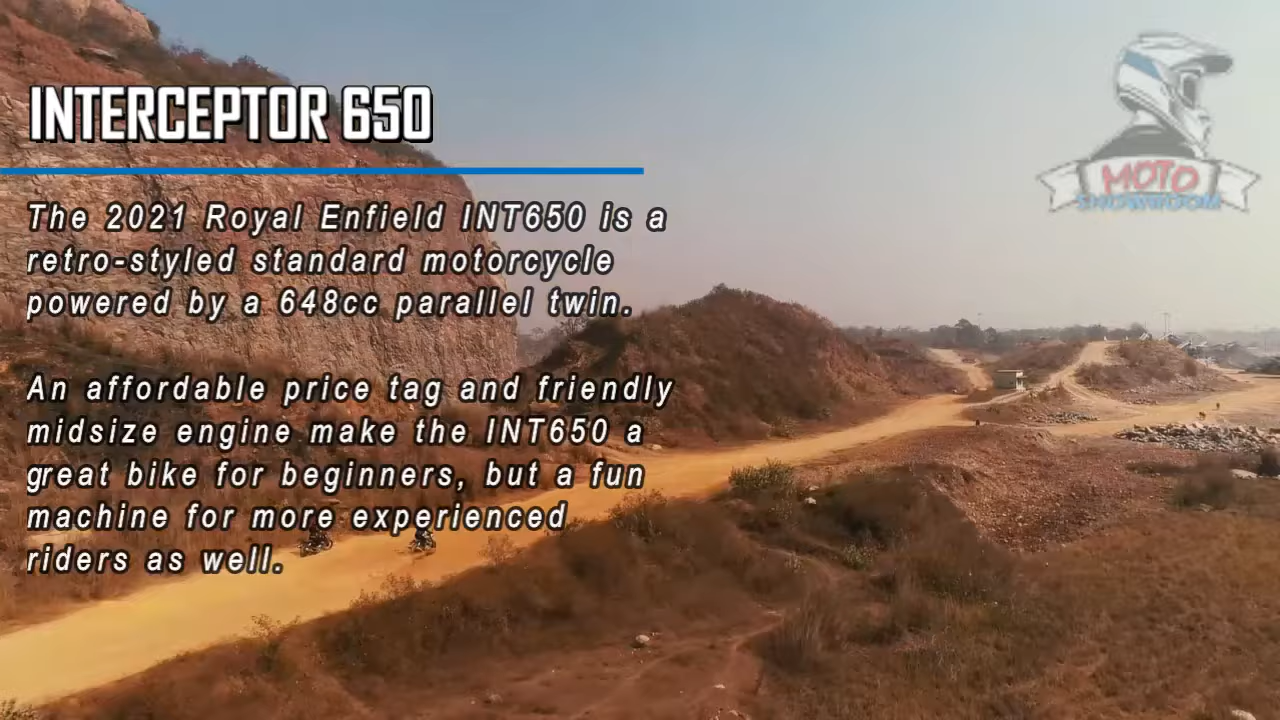 INTERCEPTOR 650
MOTO
SHOWROOM
The 2021 Royal Enfield INT650 is a
retro-styled standard motorcycle
powered by a 648cc parallel twin.
An affordable price tag and friendly
midsize engine make the INT650 a
great bike for beginners, but a fun
machine for more experienced
riders as well.